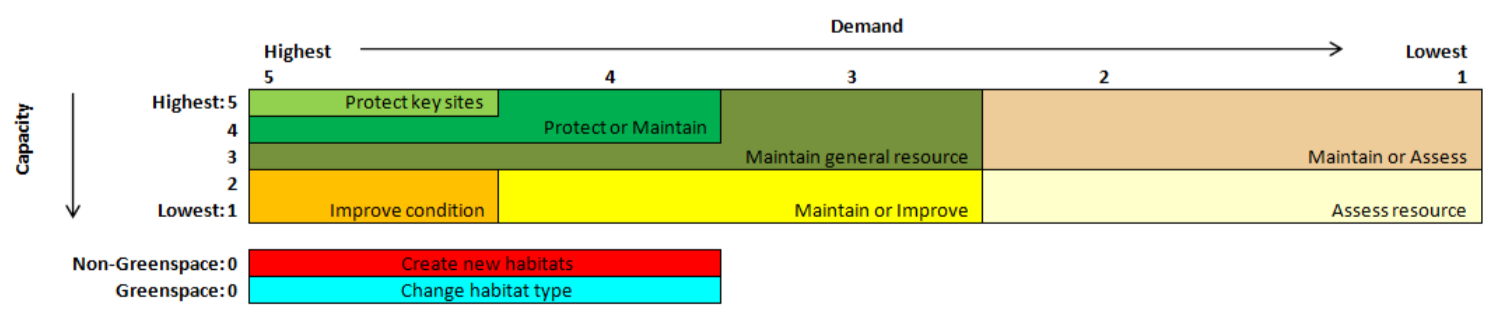 Demand
Highest Lowest
5 4 3 2 1
Capacity
Highest: 5 Protect key sites
4 Protect or Maintain
3 Maintain general resource Maintain or Assess
2
Lowest: 1 Improve condition Maintain or Improve Assess resource
Non-Greenspace: 0 Create new habitats
Greenspace: 0 Change habitat type